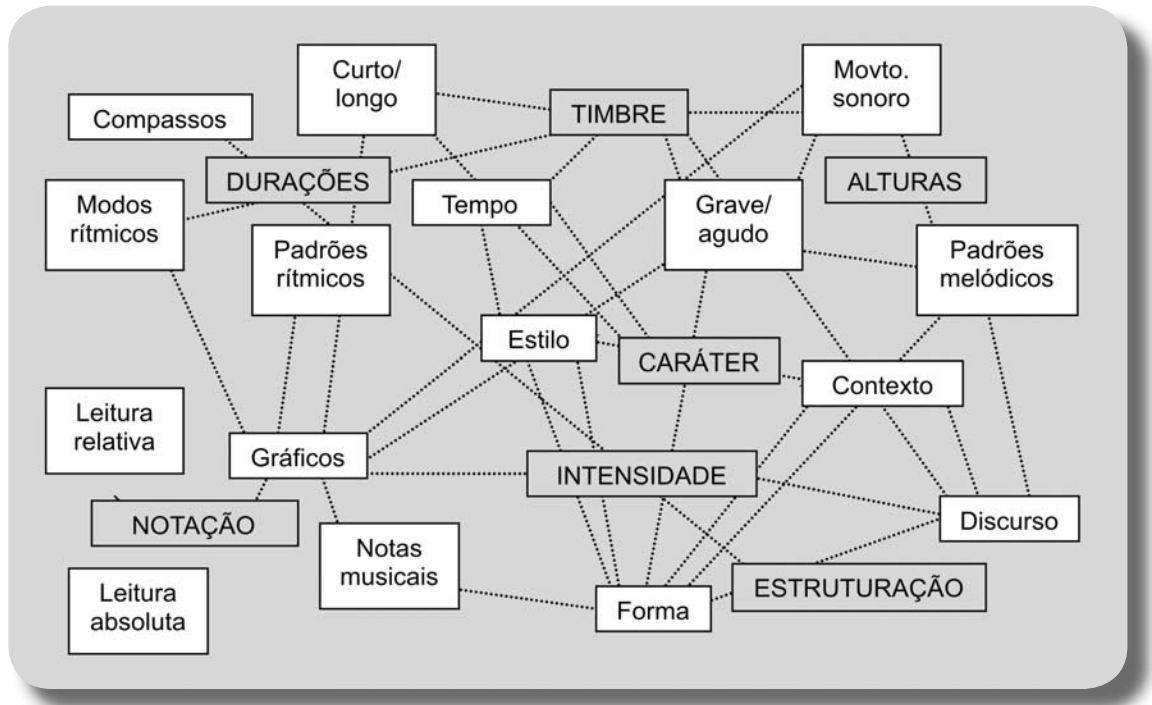 Curto/
longo
Movto.
sonoro
Compassos
TIMBRE
DURAÇÕES
ALTURAS
Modos
rítmicos
Tempo
Grave/
agudo
Padrões
rítmicos
Padrões
melódicos
Estilo
CARÁTER
Contexto
Leitura
relativa
Gráficos
INTENSIDADE
NOTAÇÃO
Discurso
Notas
musicais
Leitura
absoluta
ESTRUTURAÇÃO
Forma